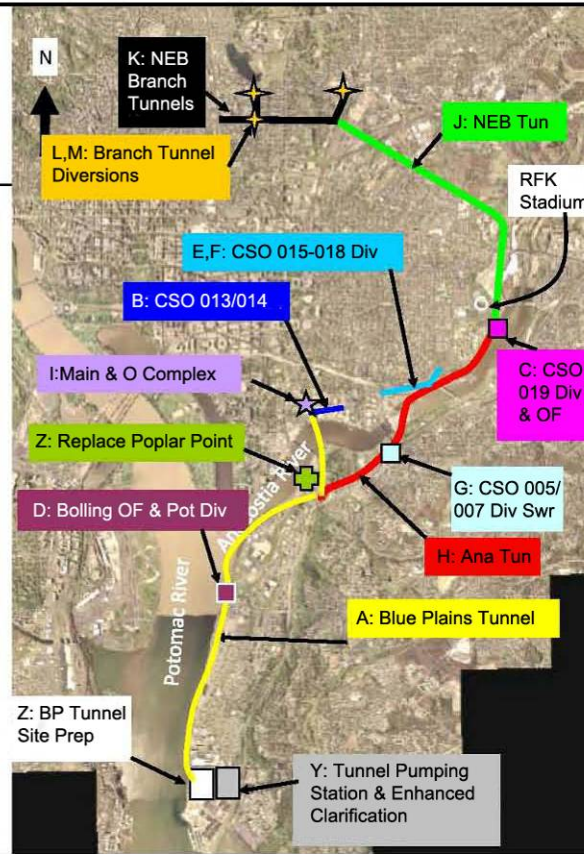 N
K: NEB
Branch
Tunnels
J: NEB Tun
L,M: Branch Tunnel
Diversions
RFK
Stadium
E,F: CSO 015-018 Div
B: CSO 013/014
I:Main & O Complex
C: CSO
019 Div
& OF
Z: Replace Poplar Point
Anacostia River
G: CSO 005/
007 Div Swr
D: Bolling OF & Pot Div
H: Ana Tun
Potomac River
A: Blue Plains Tunnel
Z: BP Tunnel
Site Prep
Y: Tunnel Pumping
Station & Enhanced
Clarification